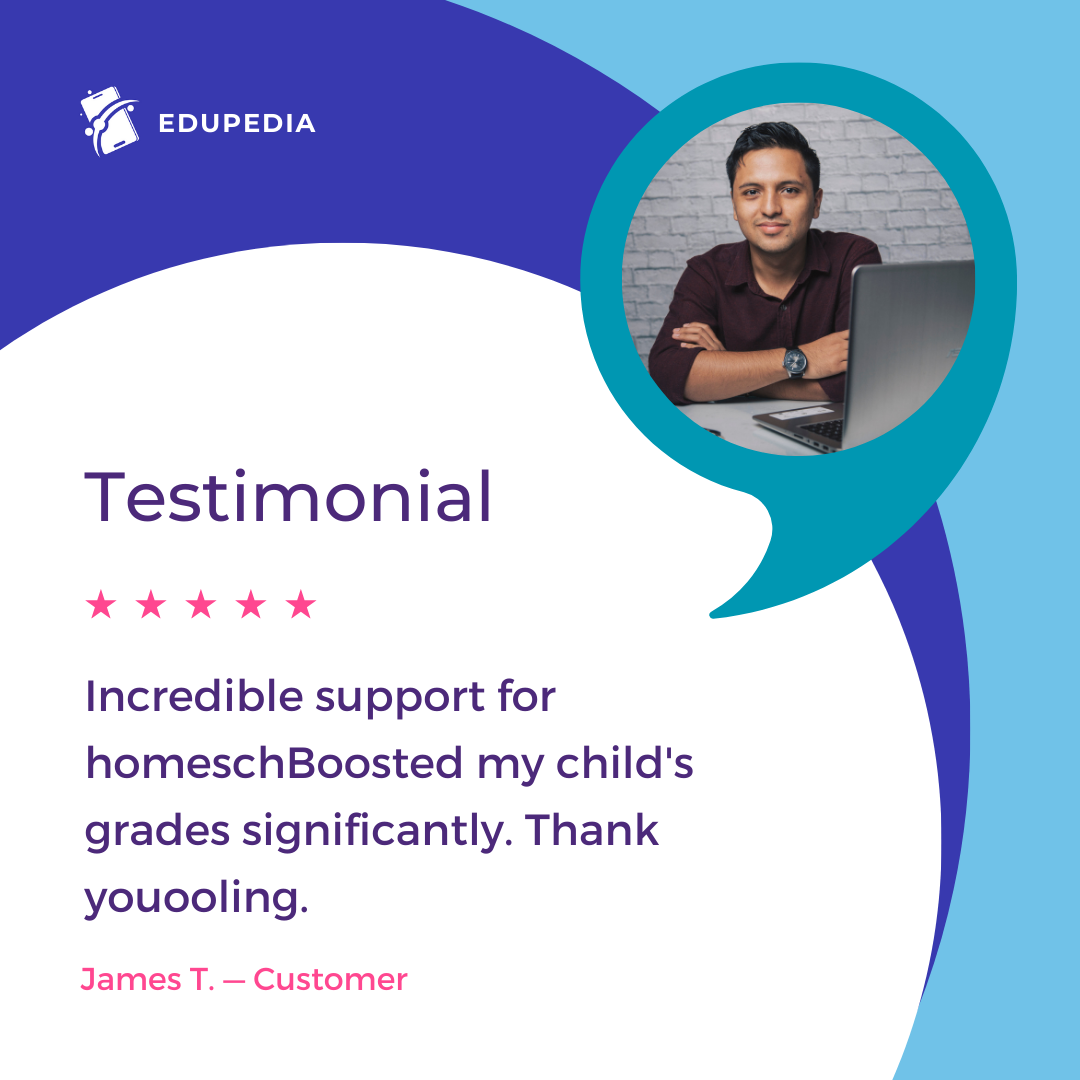 EDUPEDIA
Testimonial
★ ★ ★ ★ ★
Incredible support for
homeschBoosted my child's
grades significantly. Thank
youooling.
James T. — Customer